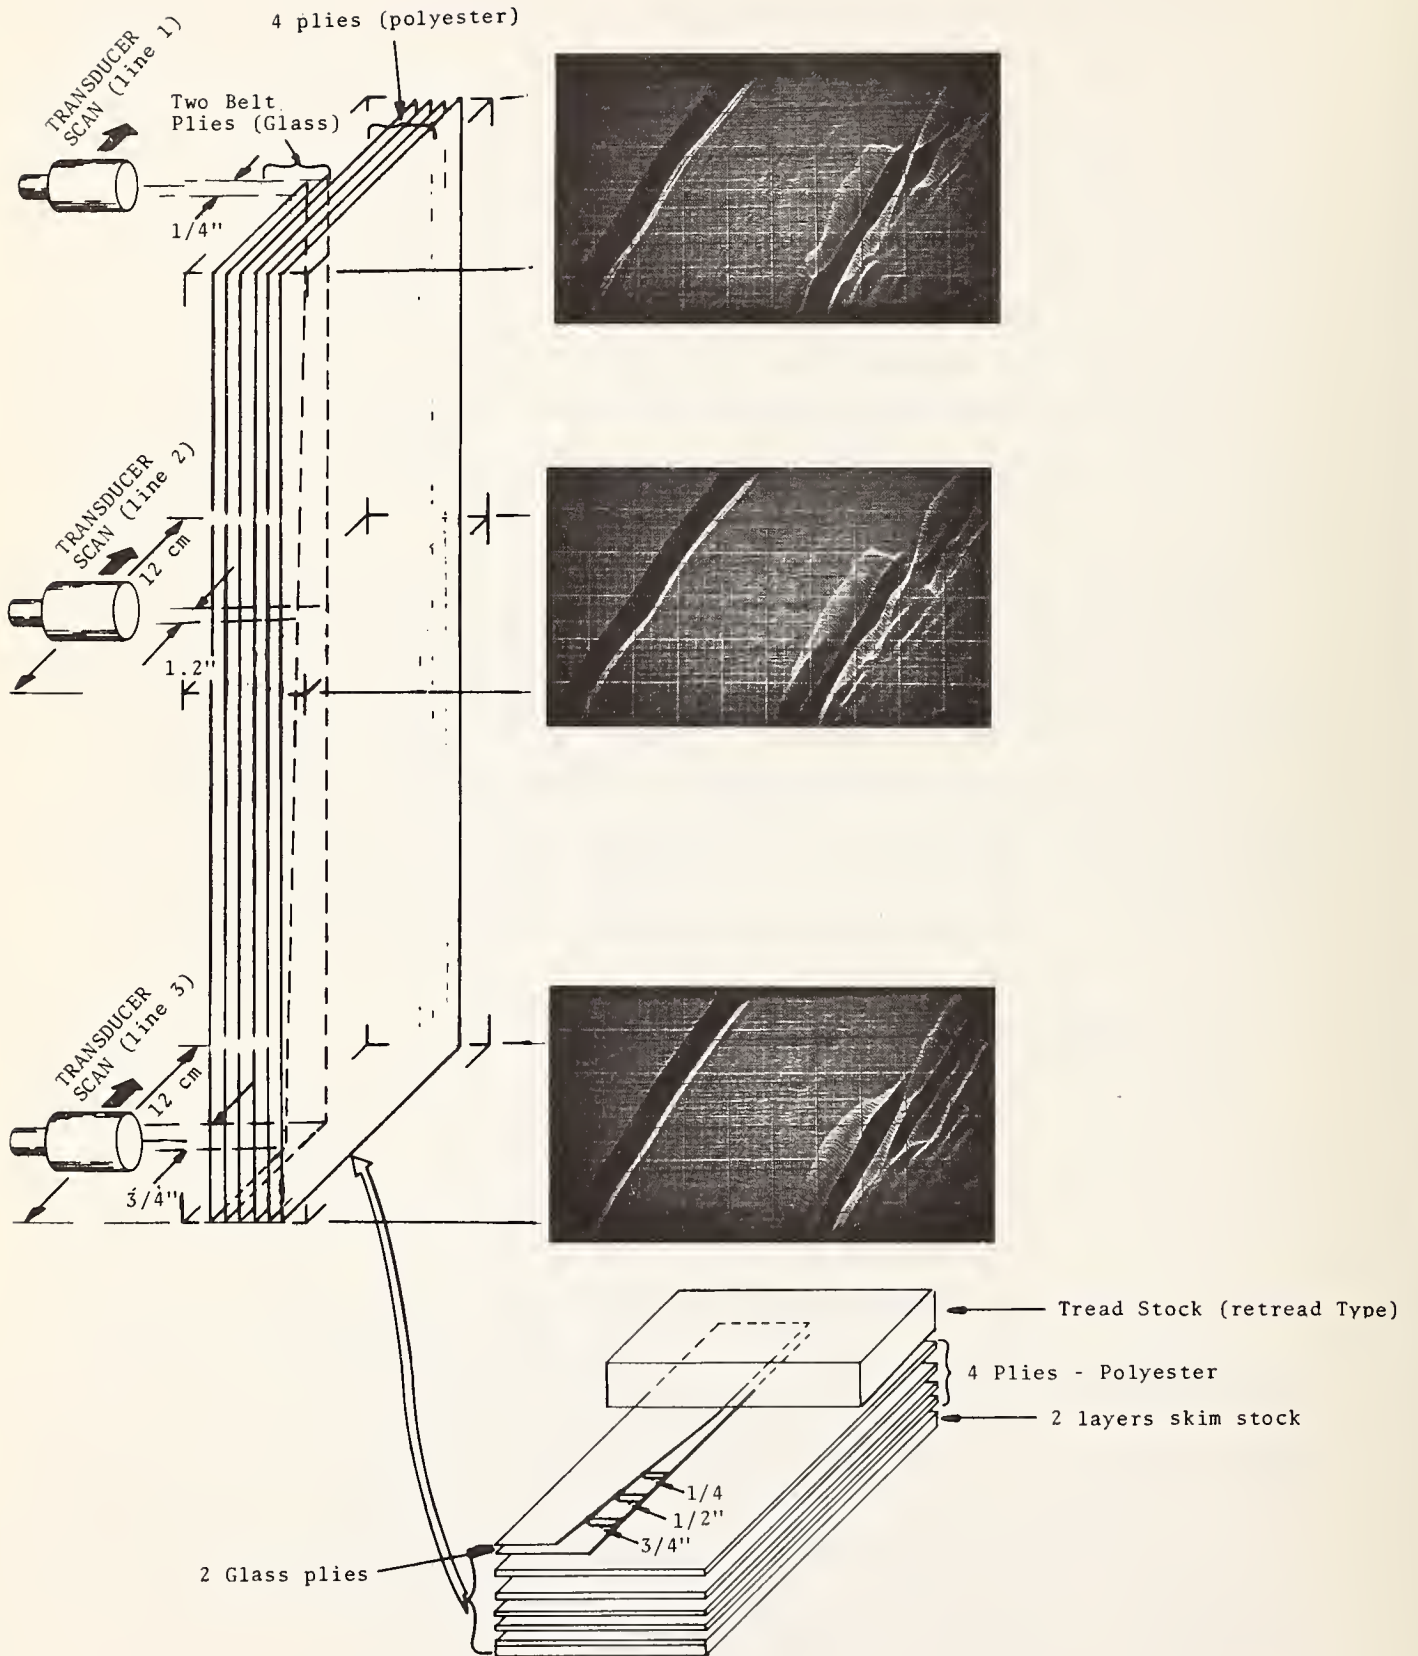 4 plies (polyester)
TRANSDUCER
SCAN (line 1)
Two Belt
Plies (Glass)
1/4"
TRANSDUCER
SCAN (line 2)
12 cm
1.2"
TRANSDUCER
SCAN (line 3)
12 cm
3/4"
Tread Stock (retread Type)
4 Plies - Polyester
2 layers skim stock
1/4
1/2"
3/4"
2 Glass plies